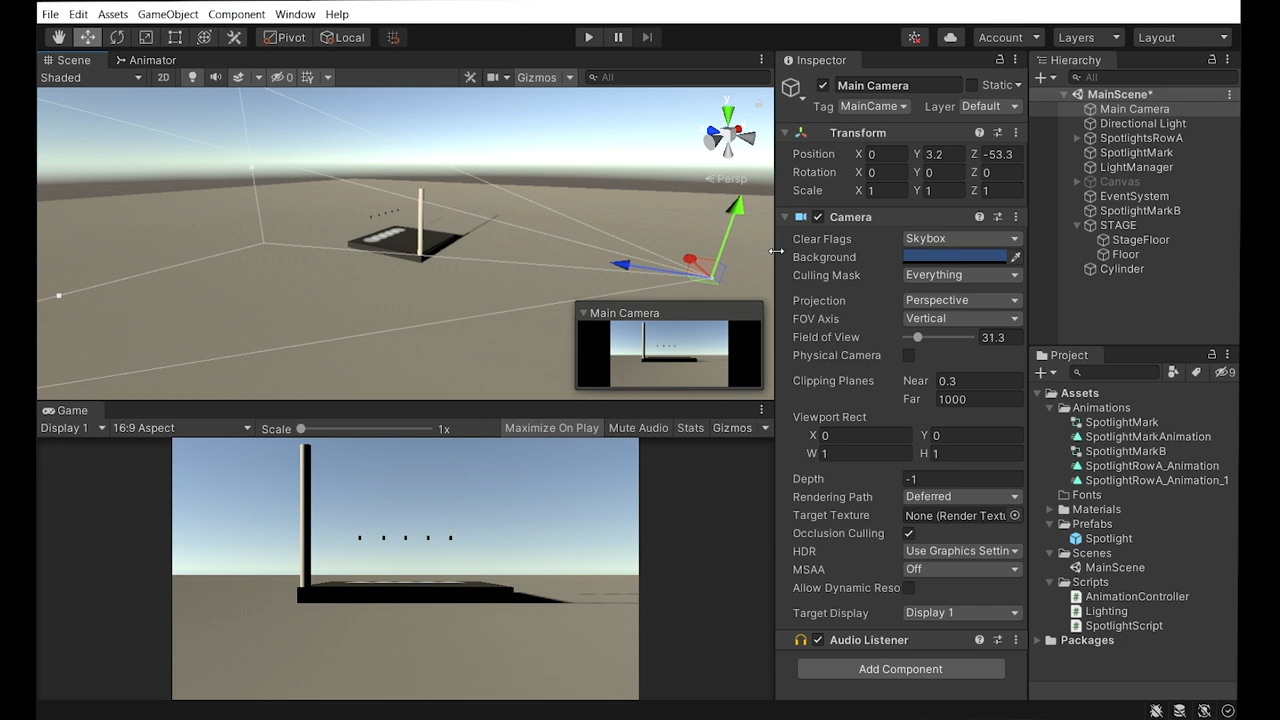 File Edit Assets GameObject Component Window Help
Pivot Local Account Layers Layout
Scene Animator
Shaded 2D 0 Gizmos All
y
Persp
Main Camera
Game
Display 1 16:9 Aspect Scale 1x Maximize On Play Mute Audio Stats Gizmos
Inspector
Main Camera Static
Tag MainCame Layer Default
Transform
Position X 0 Y 3.2 Z -53.3
Rotation X 0 Y 0 Z 0
Scale X 1 Y 1 Z 1
Camera
Clear Flags Skybox
Background
Culling Mask Everything
Projection Perspective
FOV Axis Vertical
Field of View 31.3
Physical Camera
Clipping Planes Near 0.3
Far 1000
Viewport Rect
X 0 Y 0
W 1 H 1
Depth -1
Rendering Path Deferred
Target Texture None (Render Textu
Occlusion Culling
HDR Use Graphics Settin
MSAA Off
Allow Dynamic Reso
Target Display Display 1
Audio Listener
Add Component
Hierarchy
All
MainScene*
Main Camera
Directional Light
SpotlightsRowA
SpotlightMark
LightManager
Canvas
EventSystem
SpotlightMarkB
STAGE
StageFloor
Floor
Cylinder
Project
9
Assets
Animations
SpotlightMark
SpotlightMarkAnimation
SpotlightMarkB
SpotlightRowA_Animation
SpotlightRowA_Animation_1
Fonts
Materials
Prefabs
Spotlight
Scenes
MainScene
Scripts
AnimationController
Lighting
SpotlightScript
Packages